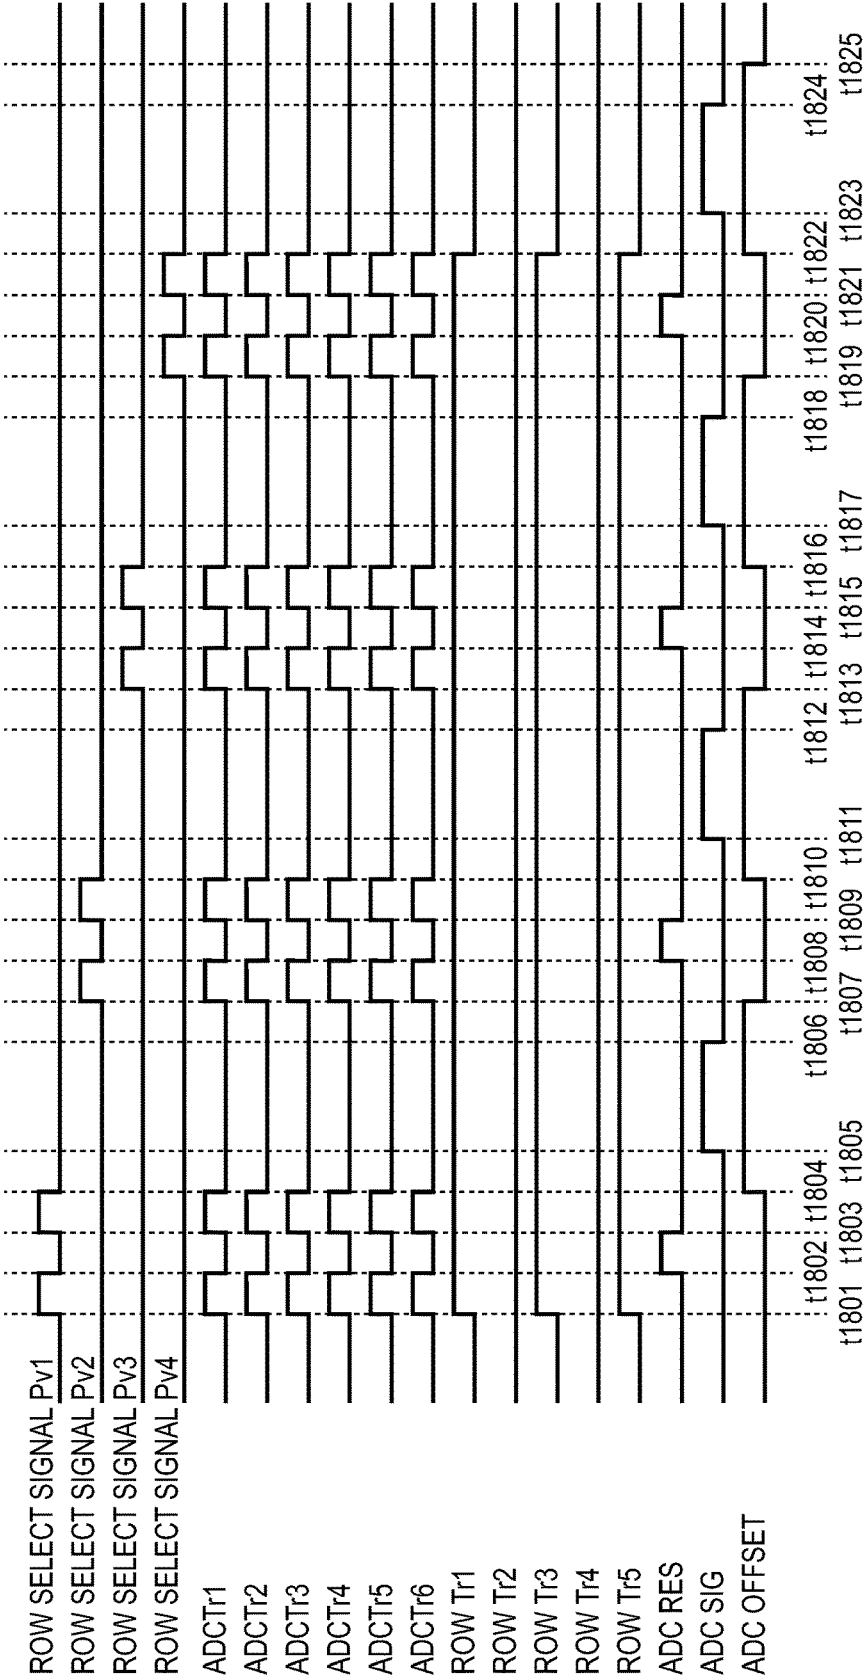 ROW SELECT SIGNAL Pv1
ROW SELECT SIGNAL Pv2
ROW SELECT SIGNAL Pv3
ROW SELECT SIGNAL Pv4
ADCTr1
ADCTr2
ADCTr3
ADCTr4
ADCTr5
ADCTr6
ROW Tr1
ROW Tr2
ROW Tr3
ROW Tr4
ROW Tr5
ADC RES
ADC SIG
ADC OFFSET
t1802 t1804 t1806 t1808 t1810 t1812 t1814 t1816 t1818 t1820 t1822 t1824
t1801 t1803 t1805 t1807 t1809 t1811 t1813 t1815 t1817 t1819 t1821 t1823 t1825